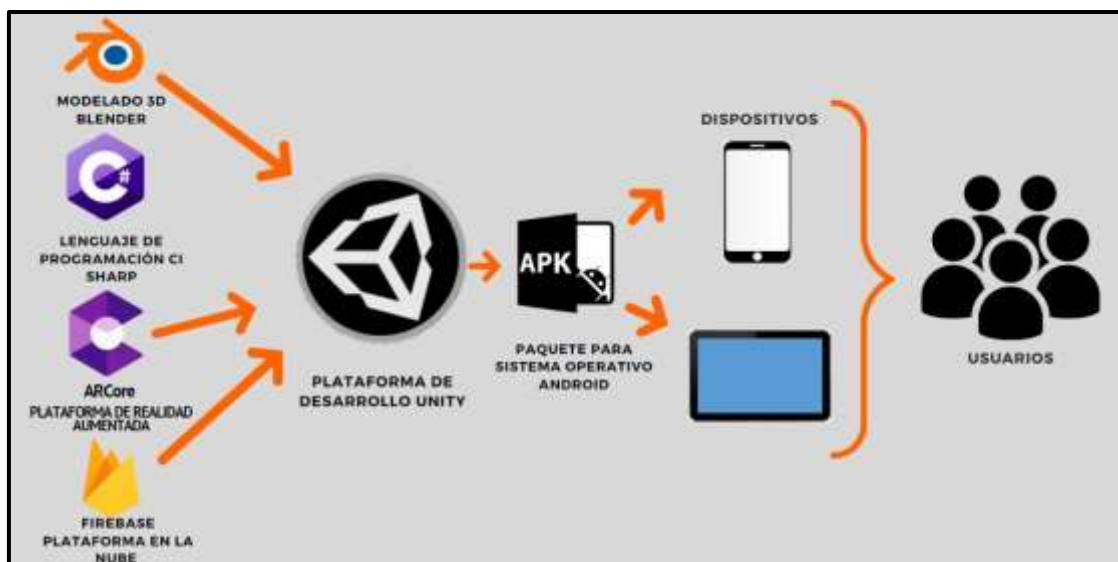 MODELADO 3D
BLENDER
C#
LENGUAJE DE
PROGRAMACIÓN CI
SHARP
ARCore
PLATAFORMA DE REALIDAD
AUMENTADA
FIREBASE
PLATAFORMA EN LA
NUBE
PLATAFORMA DE
DESARROLLO UNITY
APK
PAQUETE PARA
SISTEMA OPERATIVO
ANDROID
DISPOSITIVOS
USUARIOS